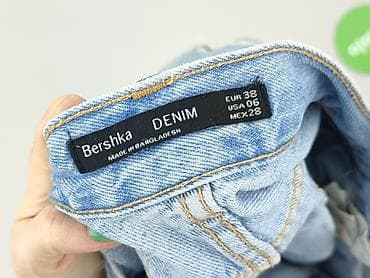 Bershka DENIM
MADE IN BANGLADESH
EUR 38
USA 06
MEX 28